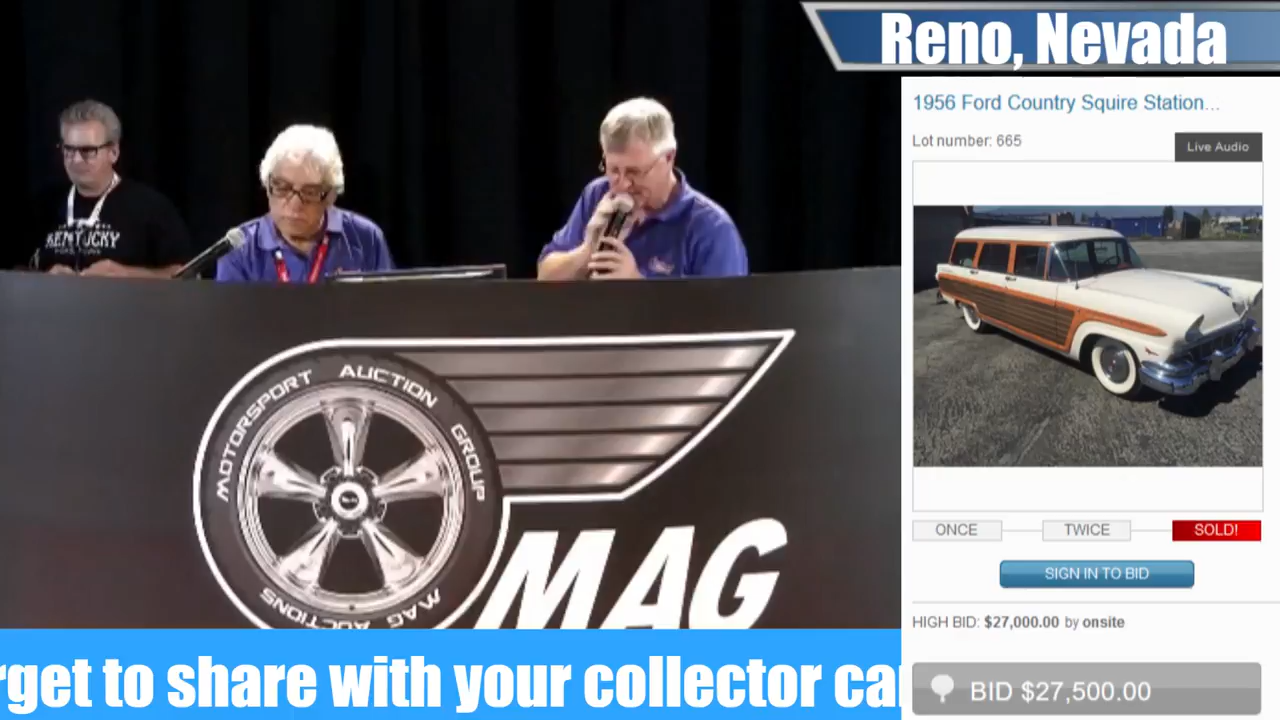 Reno, Nevada
1956 Ford Country Squire Station...
Lot number: 665
Live Audio
KENTUCKY
MOTORSPORT AUCTION GROUP
MAG AUCTIONS
MAG
ONCE
TWICE
SOLD!
SIGN IN TO BID
HIGH BID: $27,000.00 by onsite
BID $27,500.00
rget to share with your collector ca